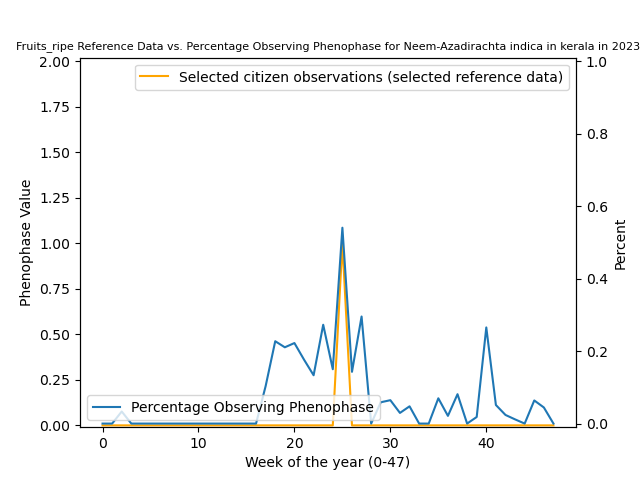 Fruits_ripe Reference Data vs. Percentage Observing Phenophase for Neem-Azadirachta indica in kerala in 2023
Selected citizen observations (selected reference data)
Percentage Observing Phenophase
Phenophase Value
2.00
1.75
1.50
1.25
1.00
0.75
0.50
0.25
0.00
Percent
1.0
0.8
0.6
0.4
0.2
0.0
0 10 20 30 40
Week of the year (0-47)